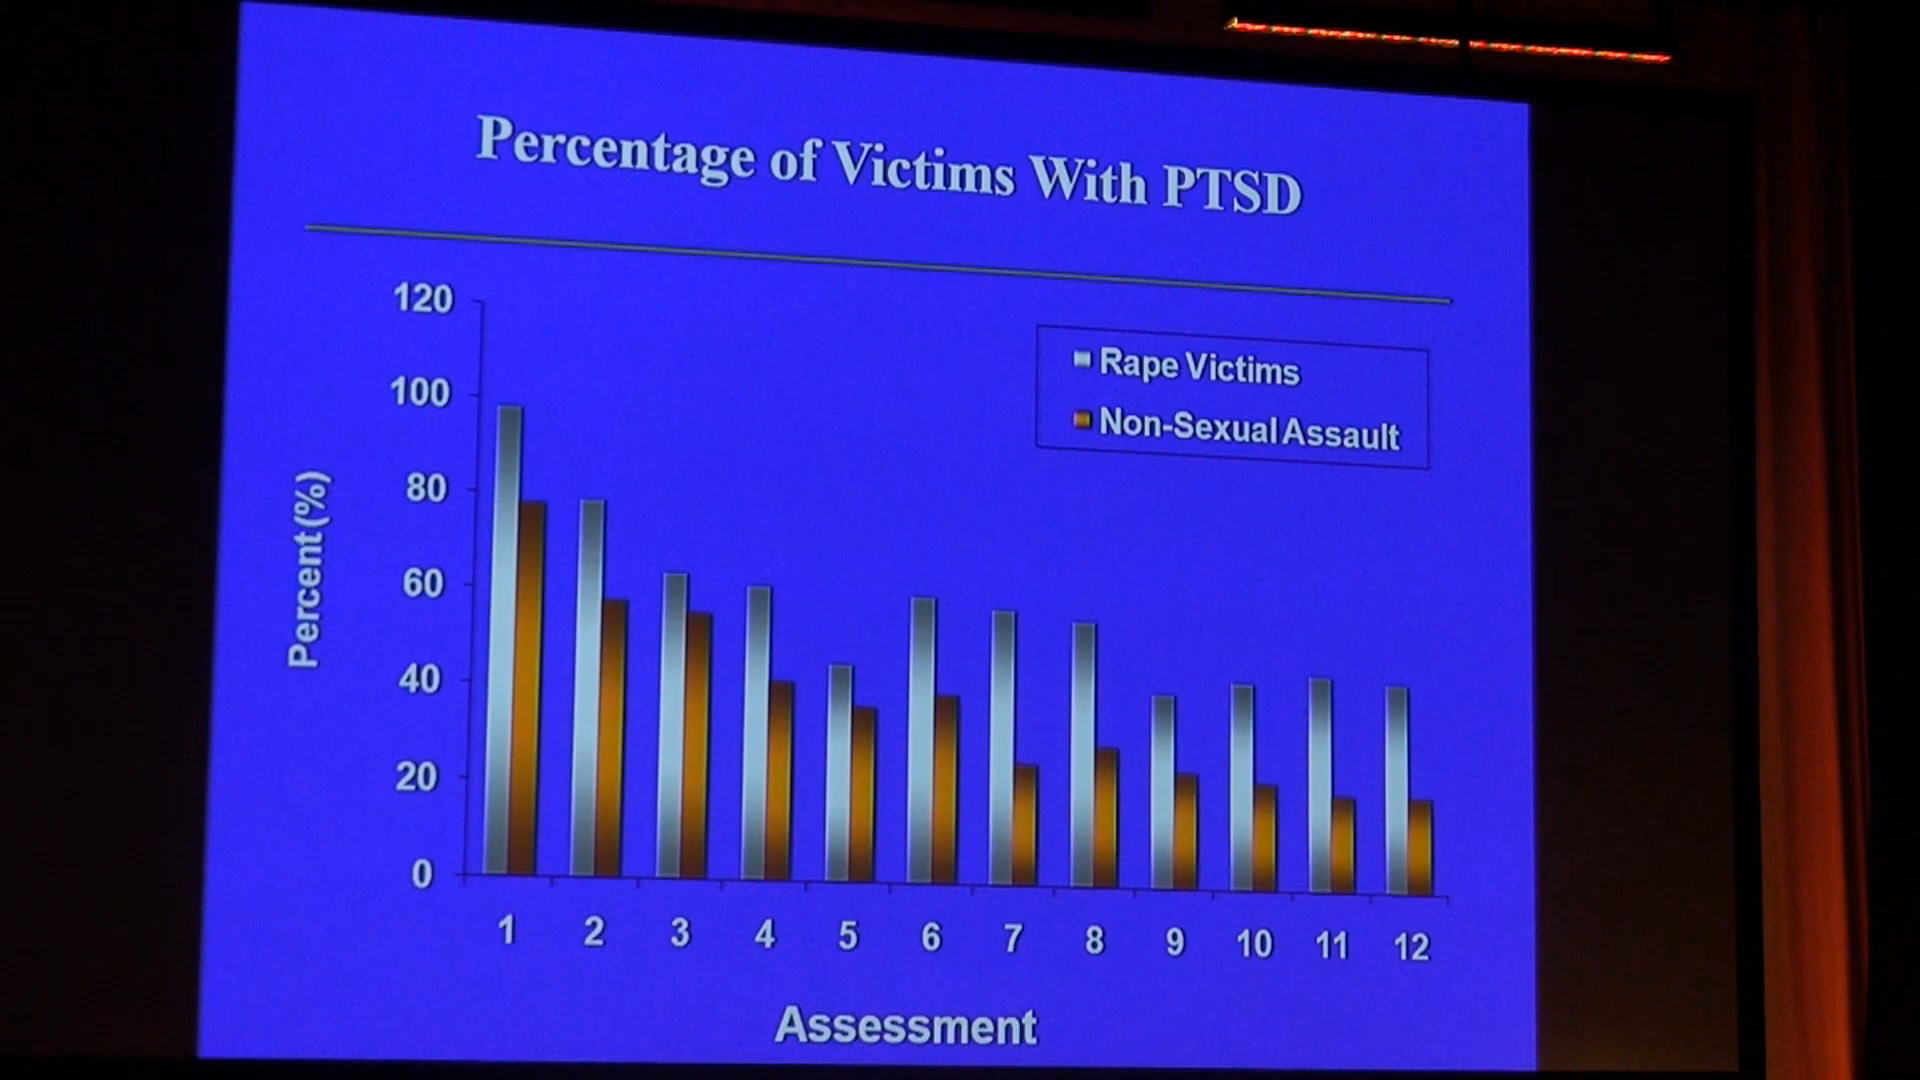 Percentage of Victims With PTSD
120
100
80
60
40
20
0
Percent (%)
Rape Victims
Non-Sexual Assault
1 2 3 4 5 6 7 8 9 10 11 12
Assessment